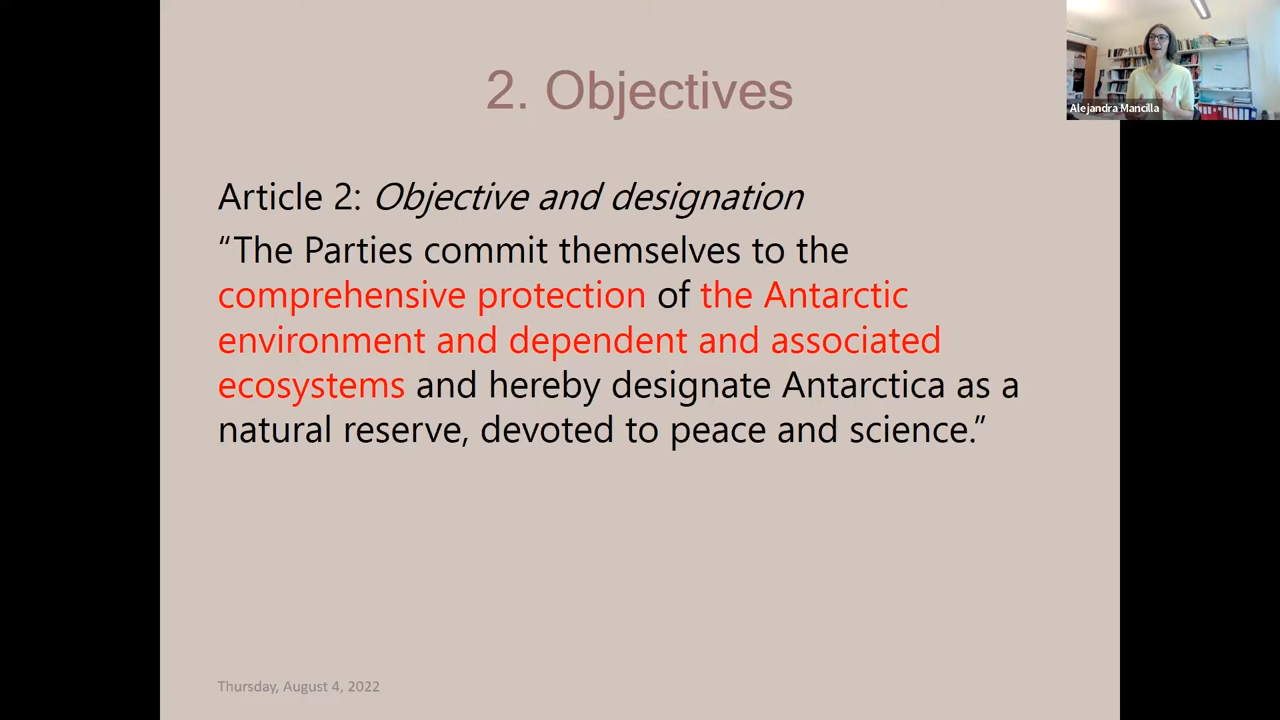 Alejandra Mancilla
2. Objectives
Article 2: Objective and designation
“The Parties commit themselves to the
comprehensive protection of the Antarctic
environment and dependent and associated
ecosystems and hereby designate Antarctica as a
natural reserve, devoted to peace and science.”
Thursday, August 4, 2022